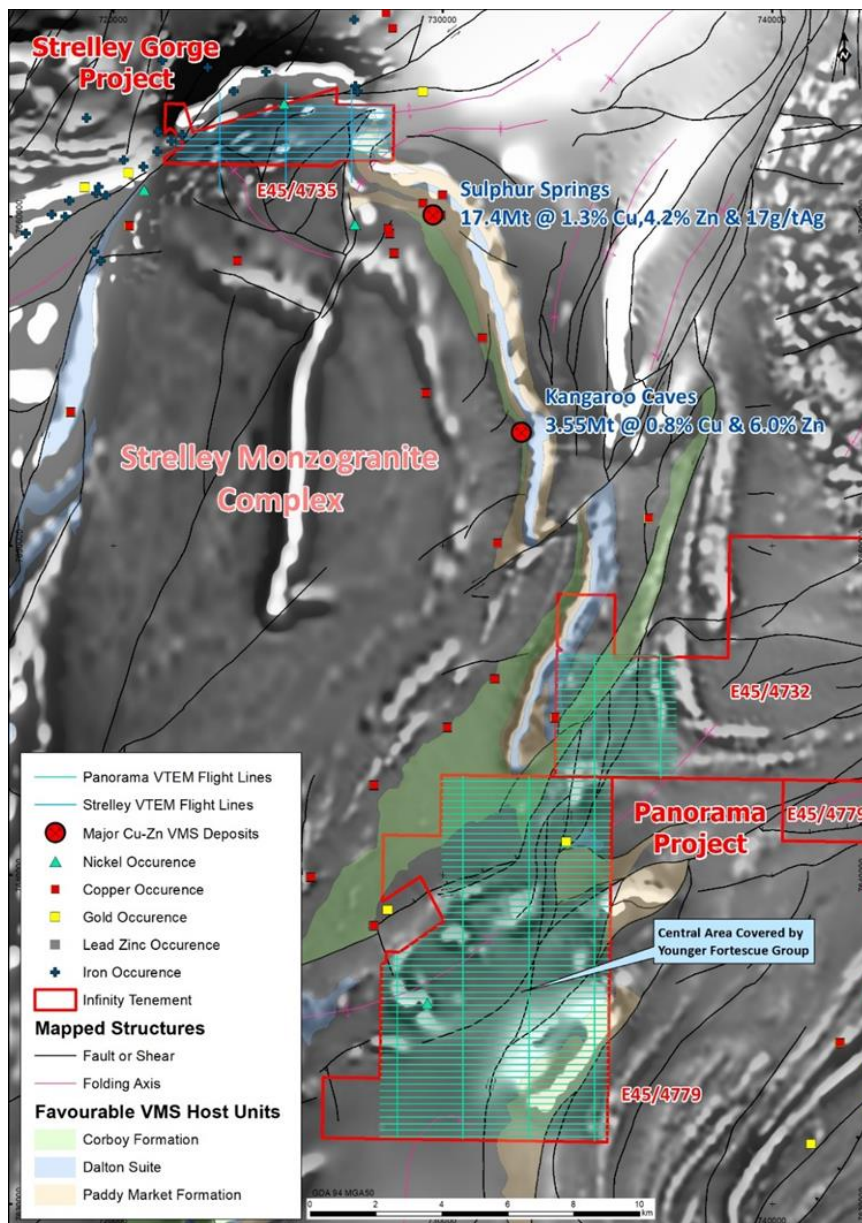 720000
730000
740000
Strelley Gorge
Project
N
E45/4735
Sulphur Springs
17.4Mt @ 1.3% Cu,4.2% Zn & 17g/tAg
Kangaroo Caves
3.55Mt @ 0.8% Cu & 6.0% Zn
Strelley Monzogranite
Complex
E45/4732
Panorama
Project
E45/4779
Central Area Covered by
Younger Fortescue Group
E45/4779
Panorama VTEM Flight Lines
Strelley VTEM Flight Lines
Major Cu-Zn VMS Deposits
Nickel Occurence
Copper Occurence
Gold Occurence
Lead Zinc Occurence
Iron Occurence
Infinity Tenement
Mapped Structures
Fault or Shear
Folding Axis
Favourable VMS Host Units
Corboy Formation
Dalton Suite
Paddy Market Formation
GDA 94 MGA50
0 2 4 6 8 10
km
740000